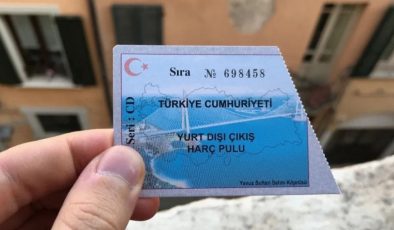 Sıra № 698458
TÜRKİYE CUMHURİYETİ
Seri : CD
YURT DIŞI ÇIKIŞ
HARÇ PULU
Yavuz Sultan Selim Köprüsü